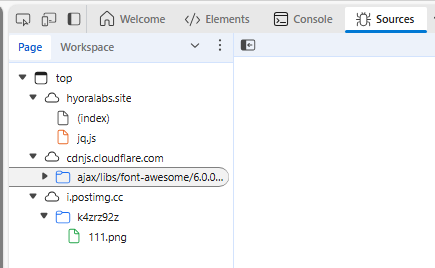 Welcome
Elements
Console
Sources
Page
Workspace
top
hyoralabs.site
(index)
jq.js
cdnjs.cloudflare.com
ajax/libs/font-awesome/6.0.0...
i.postimg.cc
k4zrz92z
111.png